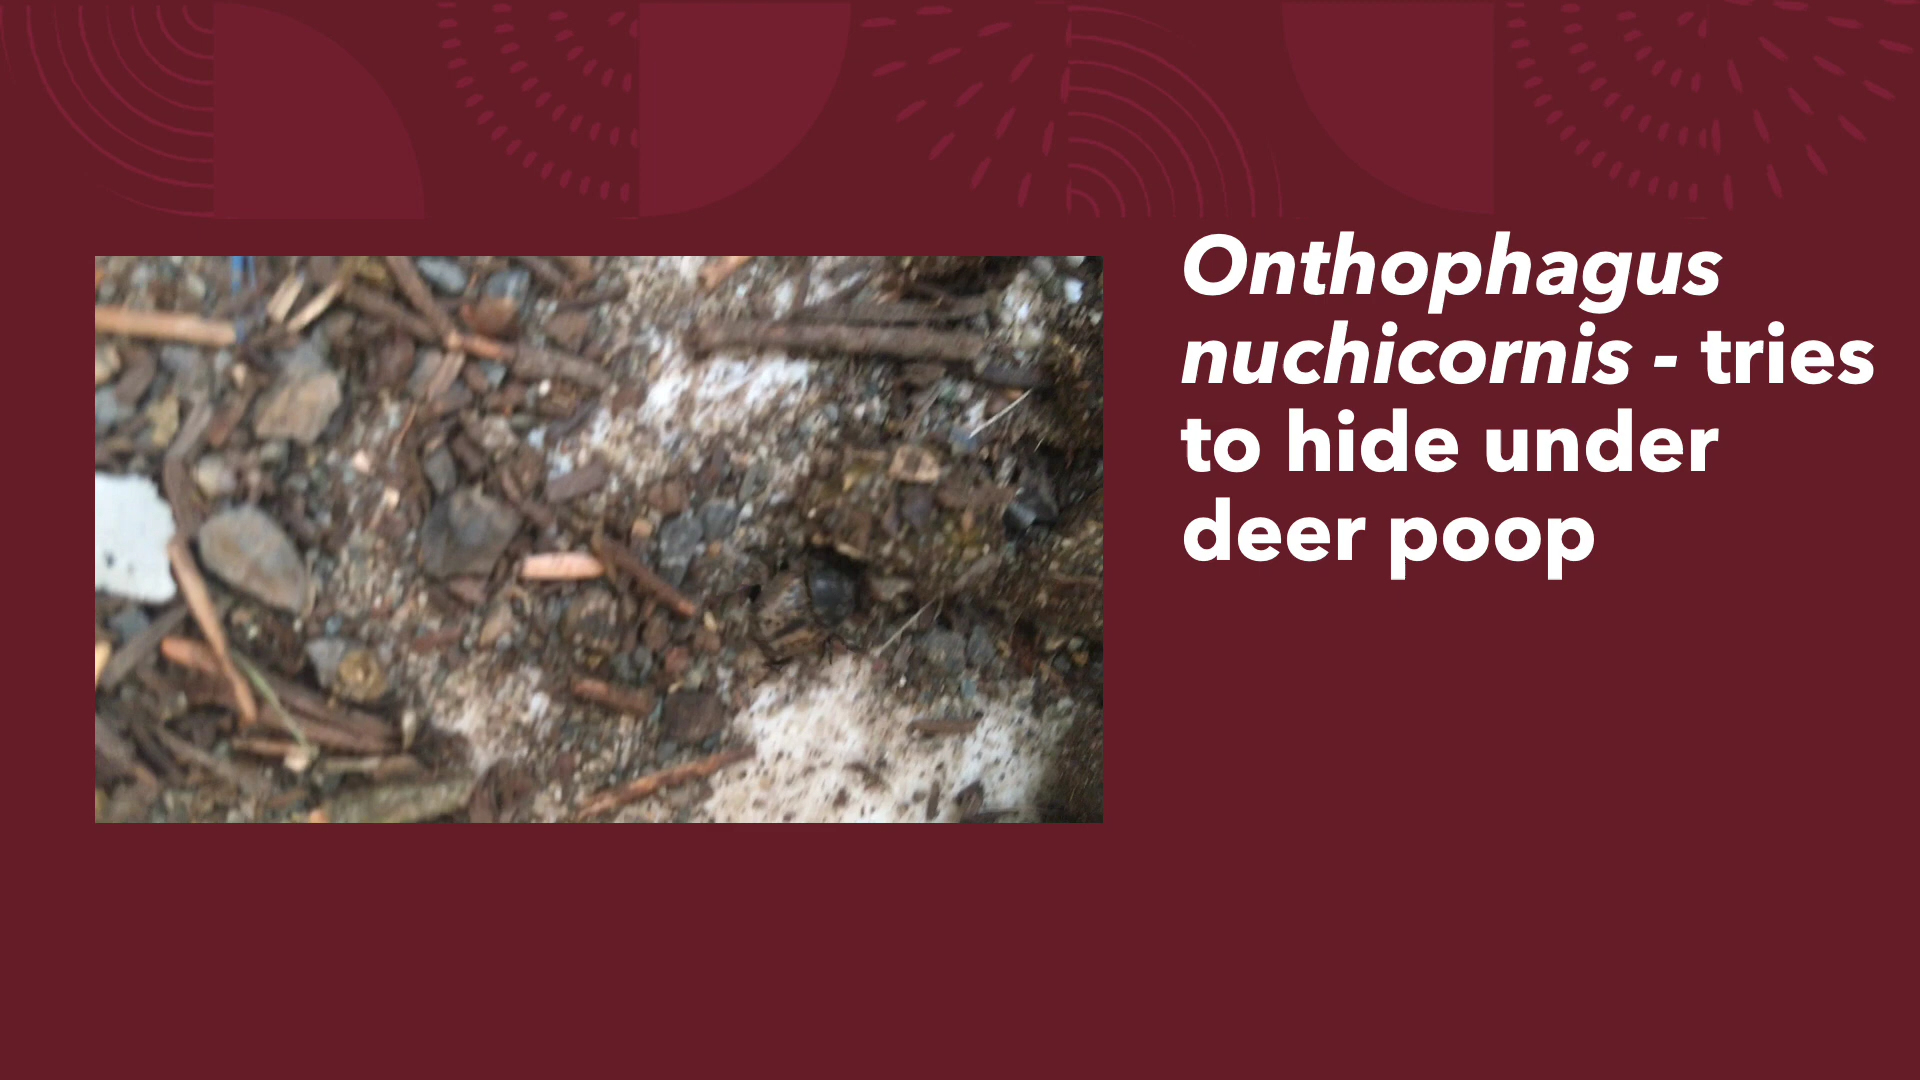 Onthophagus
nuchicornis - tries
to hide under
deer poop